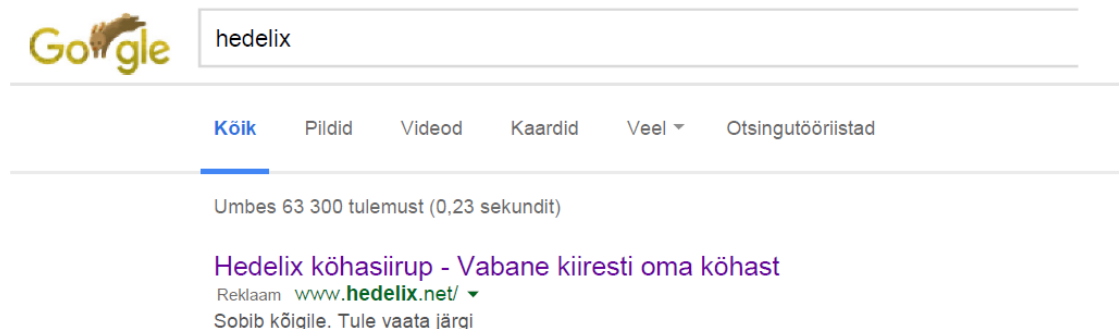 Google
hedelix
Kõik Pildid Videod Kaardid Veel Otsingutööriistad
Umbes 63 300 tulemust (0,23 sekundit)
Hedelix köhasiirup - Vabane kiiresti oma köhast
Reklaam www.hedelix.net/
Sobib kõigile. Tule vaata järgi